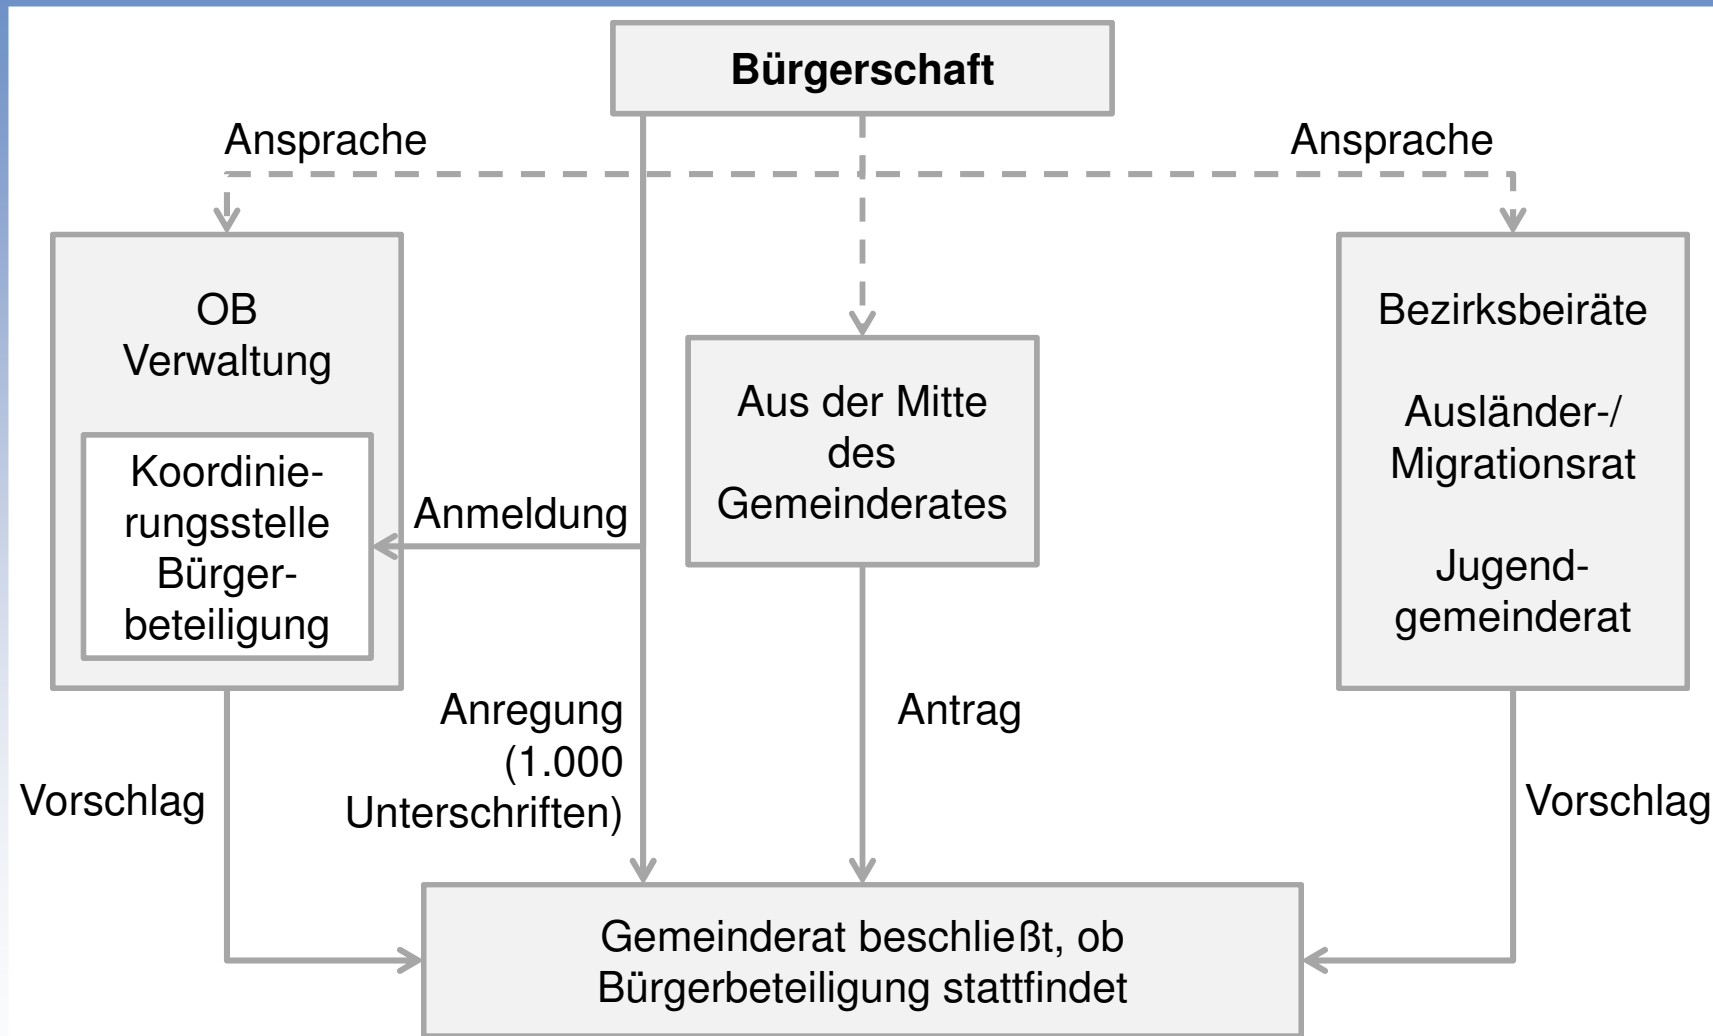 Bürgerschaft
Ansprache
Ansprache
OB
Verwaltung
Koordinie-
rungsstelle
Bürger-
beteiligung
Anmeldung
Aus der Mitte
des
Gemeinderates
Bezirksbeiräte
Ausländer-/
Migrationsrat
Jugend-
gemeinderat
Vorschlag
Anregung
(1.000
Unterschriften)
Antrag
Vorschlag
Gemeinderat beschließt, ob
Bürgerbeteiligung stattfindet